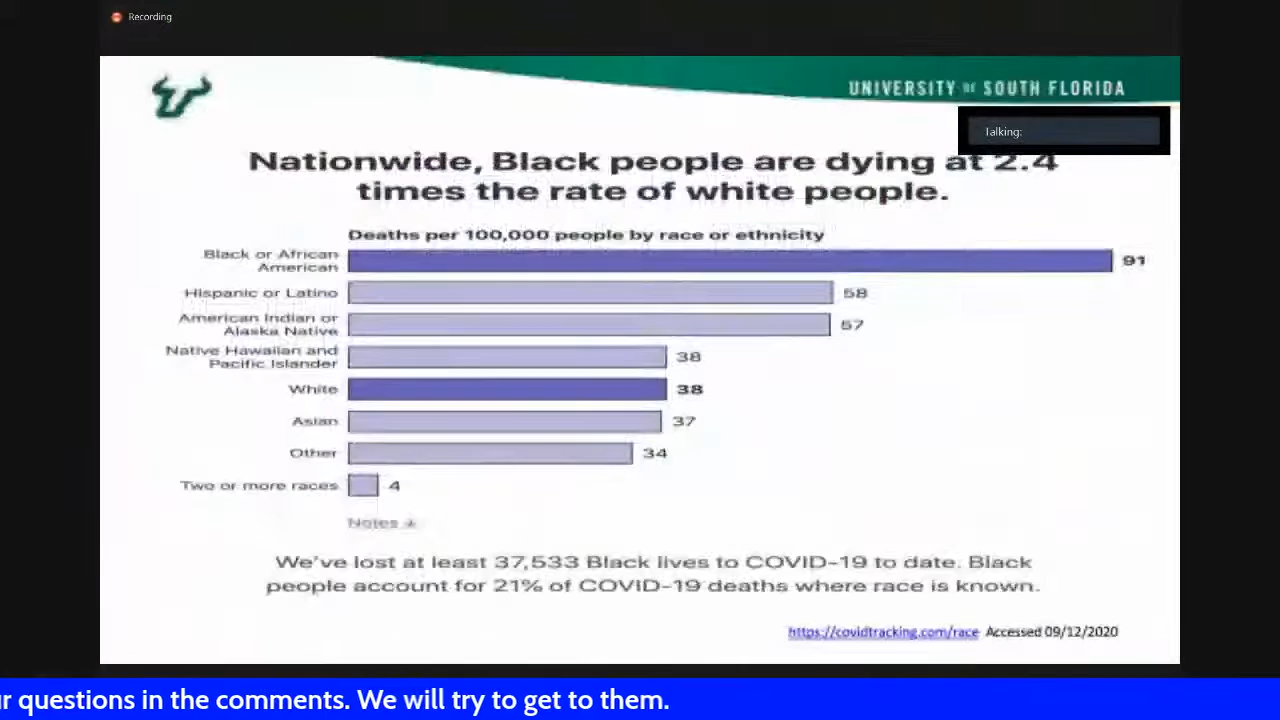 Recording
UNIVERSITY OF SOUTH FLORIDA
Talking:
Nationwide, Black people are dying at 2.4
times the rate of white people.
Deaths per 100,000 people by race or ethnicity
Black or African
American
91
Hispanic or Latino
58
American Indian or
Alaska Native
57
Native Hawaiian and
Pacific Islander
38
White
38
Asian
37
Other
34
Two or more races
4
Notes ↓
We've lost at least 37,533 Black lives to COVID-19 to date. Black
people account for 21% of COVID-19 deaths where race is known.
https://covidtracking.com/race Accessed 09/12/2020
r questions in the comments. We will try to get to them.